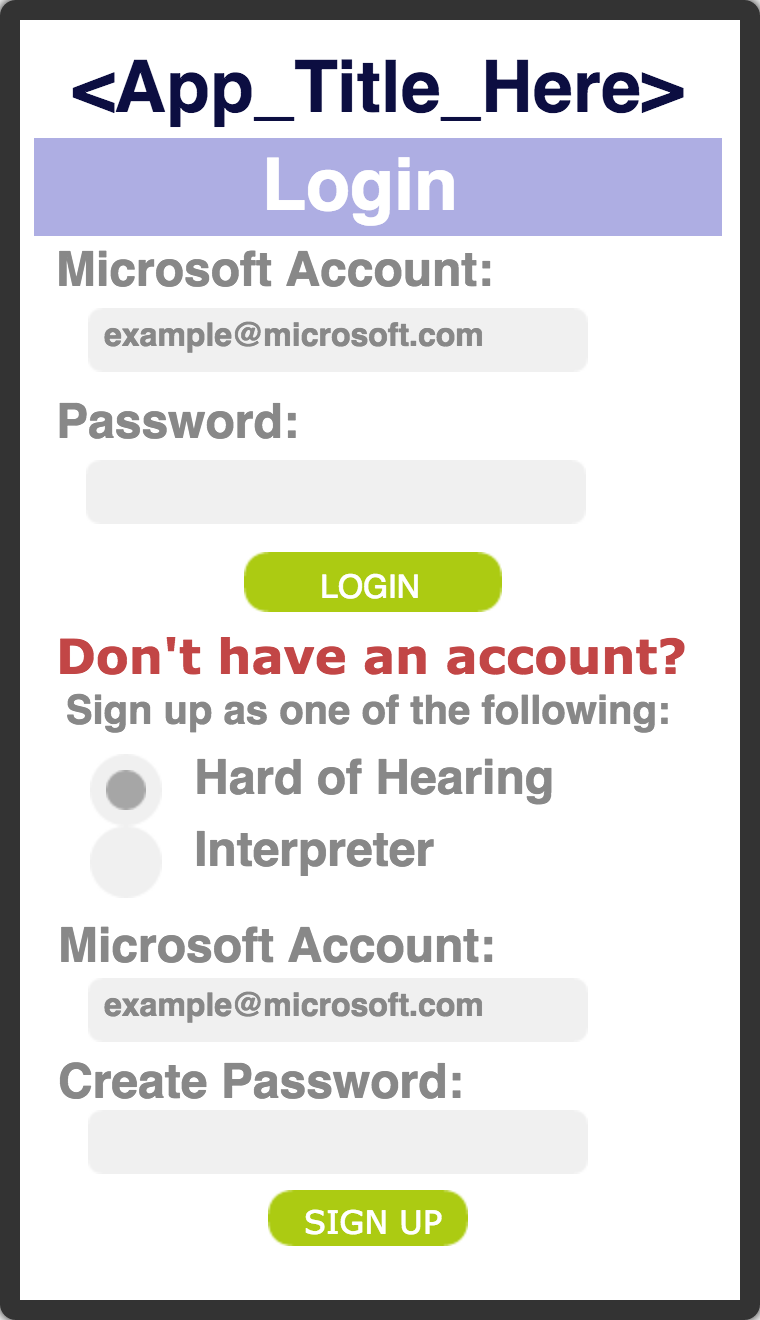 <App_Title_Here>
Login
Microsoft Account:
example@microsoft.com
Password:
LOGIN
Don't have an account?
Sign up as one of the following:
Hard of Hearing
Interpreter
Microsoft Account:
example@microsoft.com
Create Password:
SIGN UP